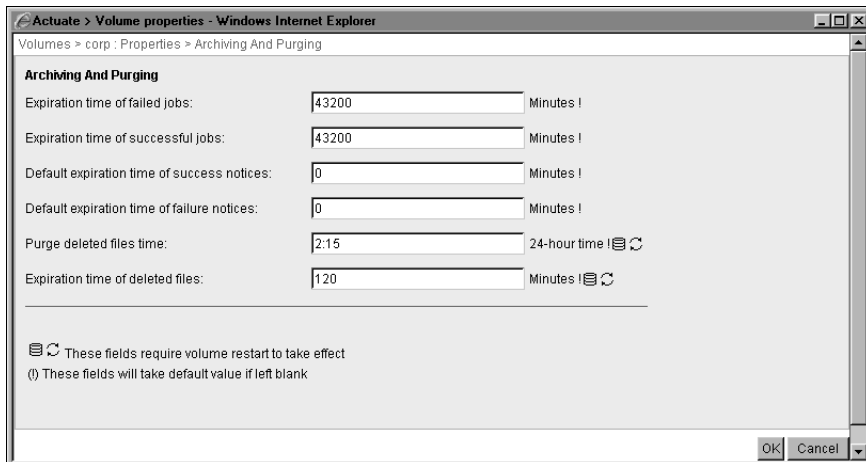 Actuate > Volume properties - Windows Internet Explorer
Volumes > corp : Properties > Archiving And Purging
Archiving And Purging
Expiration time of failed jobs: 43200 Minutes !
Expiration time of successful jobs: 43200 Minutes !
Default expiration time of success notices: 0 Minutes !
Default expiration time of failure notices: 0 Minutes !
Purge deleted files time: 2:15 24-hour time !
Expiration time of deleted files: 120 Minutes !
These fields require volume restart to take effect
(!) These fields will take default value if left blank
OK Cancel